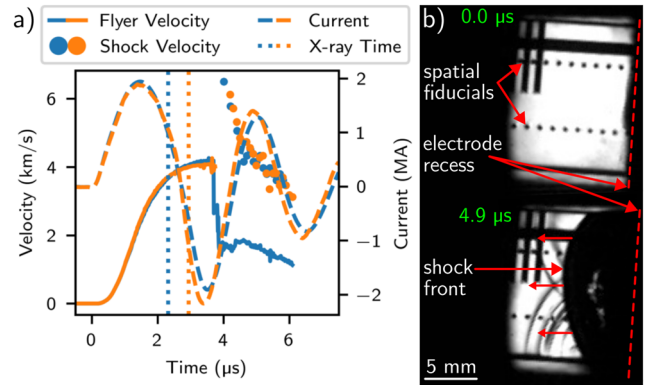 a)
Flyer Velocity
Current
Shock Velocity
X-ray Time
Velocity (km/s)
6
4
2
0
0
2
4
6
Time (μs)
2
1
0
−1
−2
Current (MA)
b)
0.0 μs
spatial
fiducials
electrode
recess
4.9 μs
shock
front
5 mm